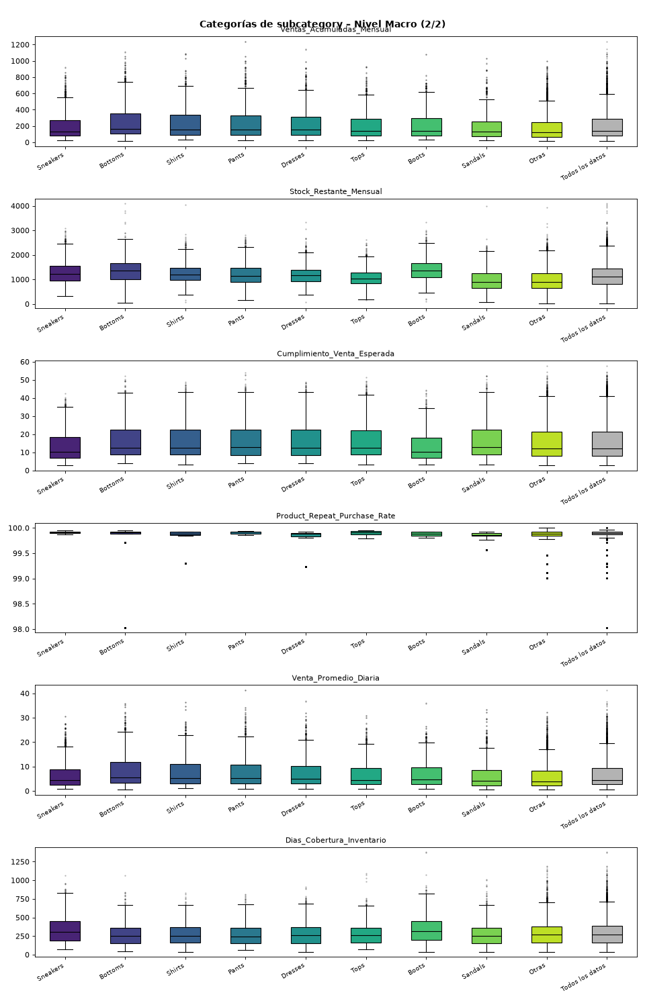 Categorías de subcategory – Nivel Macro (2/2)
Ventas_Acumuladas_Mensual
1200
1000
800
600
400
200
0
Sneakers Bottoms Shirts Pants Dresses Tops Boots Sandals Otras Todos los datos
Stock_Restante_Mensual
4000
3000
2000
1000
0
Sneakers Bottoms Shirts Pants Dresses Tops Boots Sandals Otras Todos los datos
Cumplimiento_Venta_Esperada
60
50
40
30
20
10
0
Sneakers Bottoms Shirts Pants Dresses Tops Boots Sandals Otras Todos los datos
Product_Repeat_Purchase_Rate
100.0
99.5
99.0
98.5
98.0
Sneakers Bottoms Shirts Pants Dresses Tops Boots Sandals Otras Todos los datos
Venta_Promedio_Diaria
40
30
20
10
0
Sneakers Bottoms Shirts Pants Dresses Tops Boots Sandals Otras Todos los datos
Dias_Cobertura_Inventario
1250
1000
750
500
250
0
Sneakers Bottoms Shirts Pants Dresses Tops Boots Sandals Otras Todos los datos